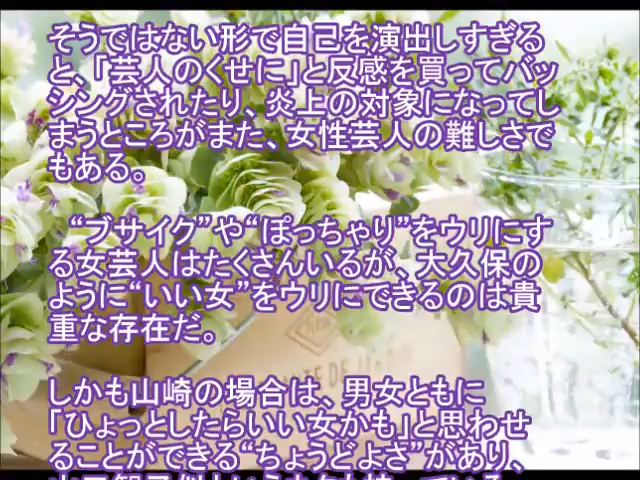 そうではない形で自己を演出しすぎる
と、「芸人のくせに」と反感を買ってバッ
シングされたり、炎上の対象になってし
まうところがまた、女性芸人の難しさで
もある。
“ブサイク”や“ぽっちゃり”をウリにす
る女芸人はたくさんいるが、大久保の
ように“いい女”をウリにできるのは貴
重な存在だ。
しかも山崎の場合は、男女ともに
「ひょっとしたらいい女かも」と思わせ
ることができる“ちょうどよさ”があり、